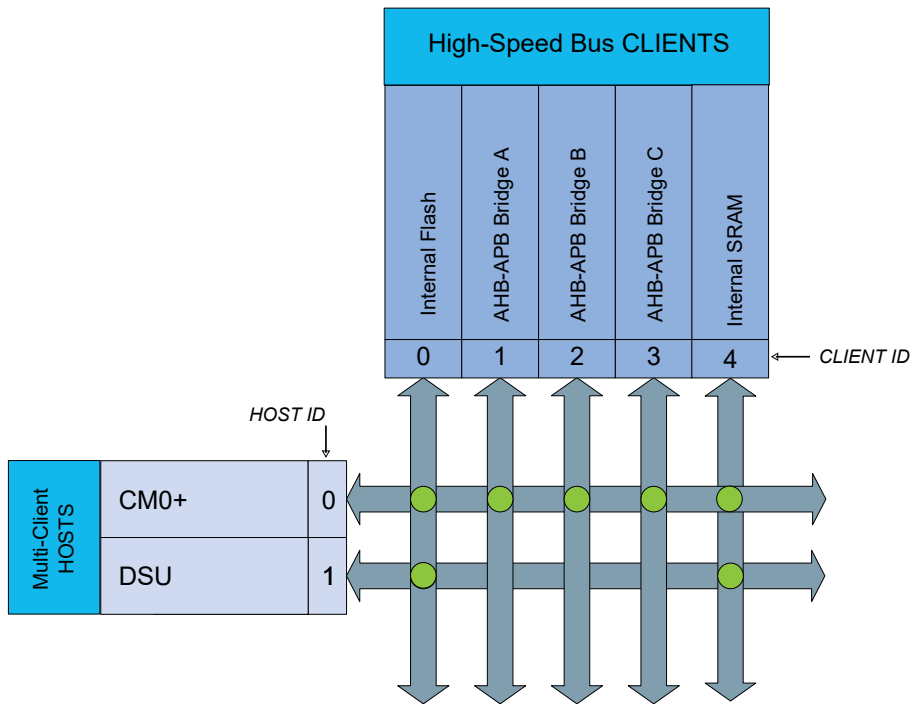 High-Speed Bus CLIENTS
Internal Flash
AHB-APB Bridge A
AHB-APB Bridge B
AHB-APB Bridge C
Internal SRAM
0 1 2 3 4
CLIENT ID
HOST ID
Multi-Client
HOSTS
CM0+ 0
DSU 1